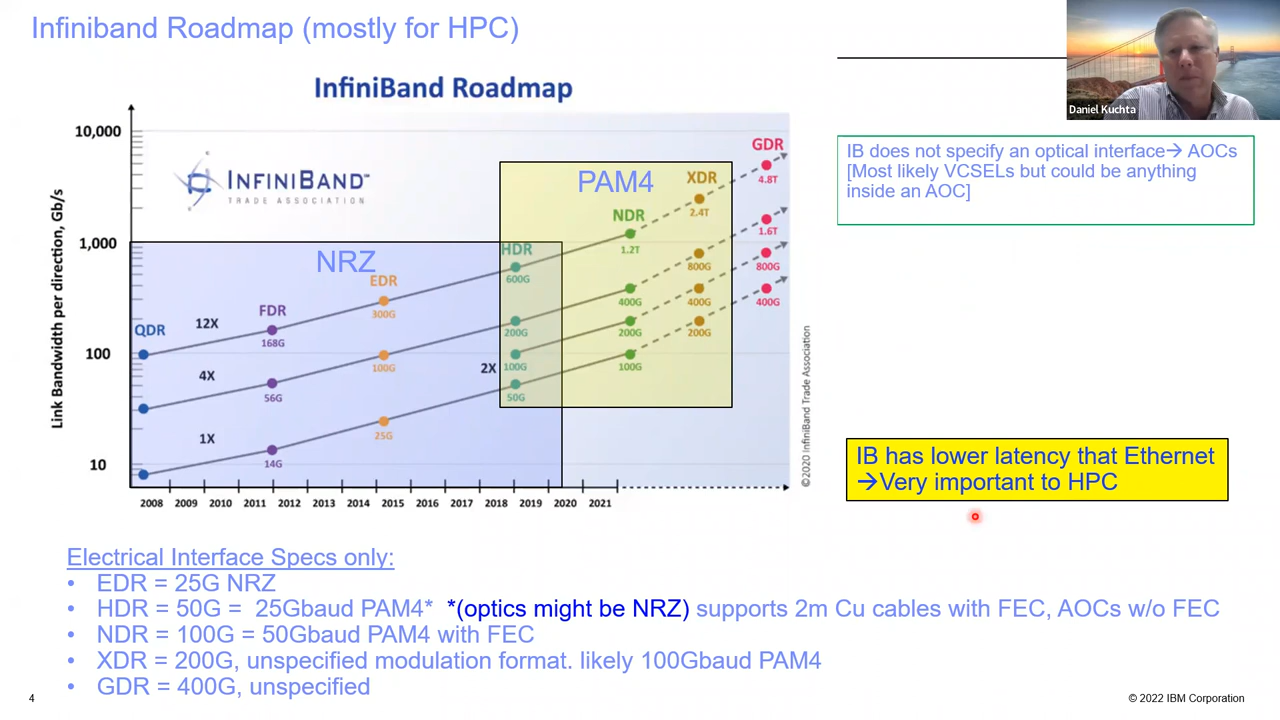 Infiniband Roadmap (mostly for HPC)
Daniel Kuchta
InfiniBand Roadmap
INFINIBAND™
TRADE ASSOCIATION
Link Bandwidth per direction, Gb/s
10,000
1,000
100
10
NRZ
PAM4
12X
4X
2X
1X
QDR
FDR
168G
56G
14G
EDR
300G
100G
25G
HDR
600G
200G
100G
50G
NDR
1.2T
400G
200G
100G
XDR
2.4T
800G
400G
200G
GDR
4.8T
1.6T
800G
400G
2008 2009 2010 2011 2012 2013 2015 2016 2017 2018 2019 2020 2021
©2020 InfiniBand Trade Association
IB does not specify an optical interface→ AOCs
[Most likely VCSELs but could be anything
inside an AOC]
IB has lower latency that Ethernet
→Very important to HPC
Electrical Interface Specs only:
• EDR = 25G NRZ
• HDR = 50G = 25Gbaud PAM4* *(optics might be NRZ) supports 2m Cu cables with FEC, AOCs w/o FEC
• NDR = 100G = 50Gbaud PAM4 with FEC
• XDR = 200G, unspecified modulation format. likely 100Gbaud PAM4
• GDR = 400G, unspecified
4
© 2022 IBM Corporation